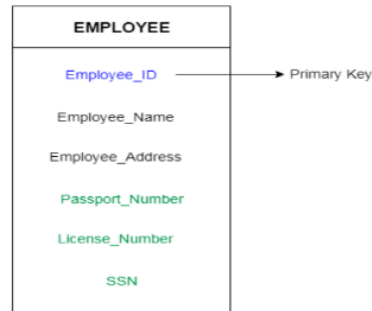 EMPLOYEE
Employee_ID Primary Key
Employee_Name
Employee_Address
Passport_Number
License_Number
SSN